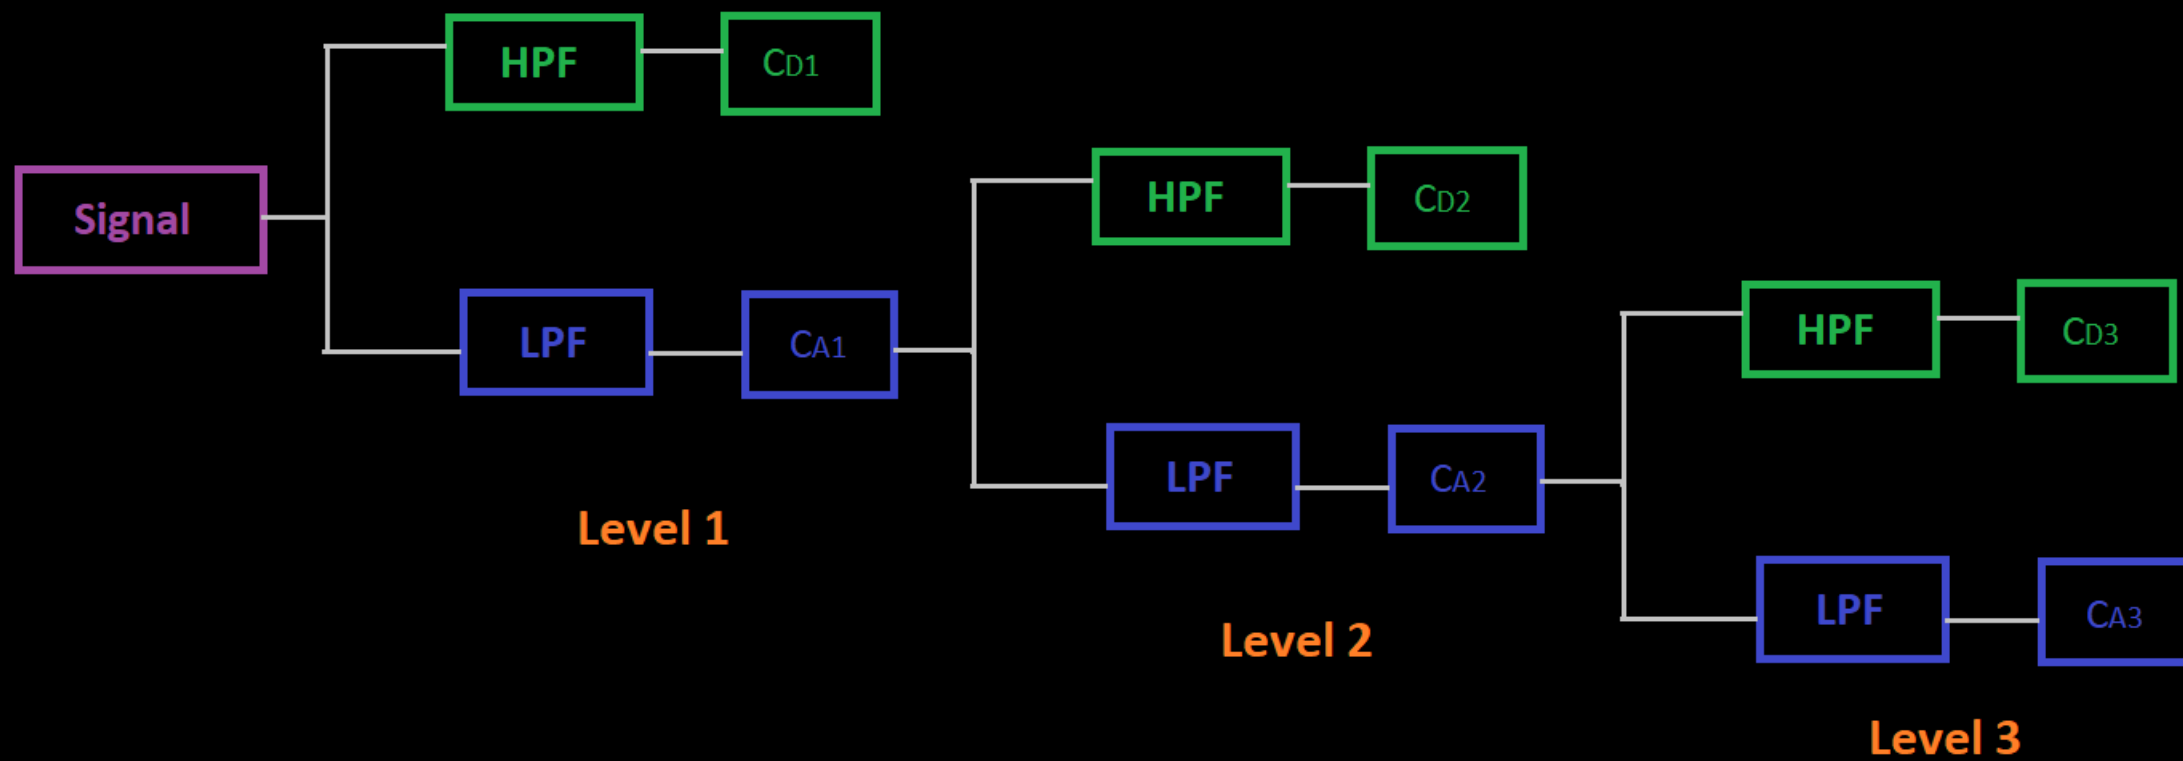 Signal
HPF
CD1
LPF
CA1
Level 1
HPF
CD2
LPF
CA2
Level 2
HPF
CD3
LPF
CA3
Level 3